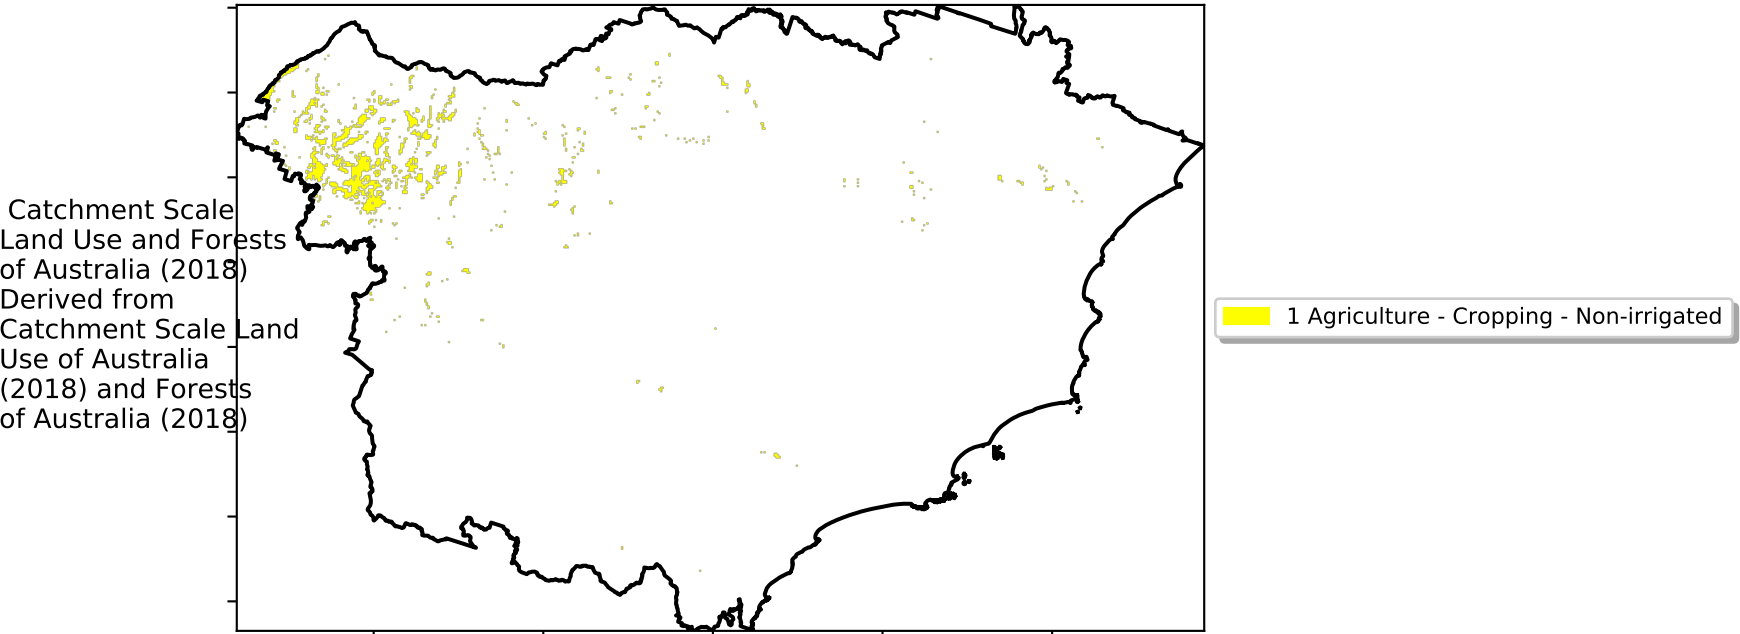 Catchment Scale
Land Use and Forests
of Australia (2018)
Derived from
Catchment Scale Land
Use of Australia
(2018) and Forests
of Australia (2018)
1 Agriculture - Cropping - Non-irrigated